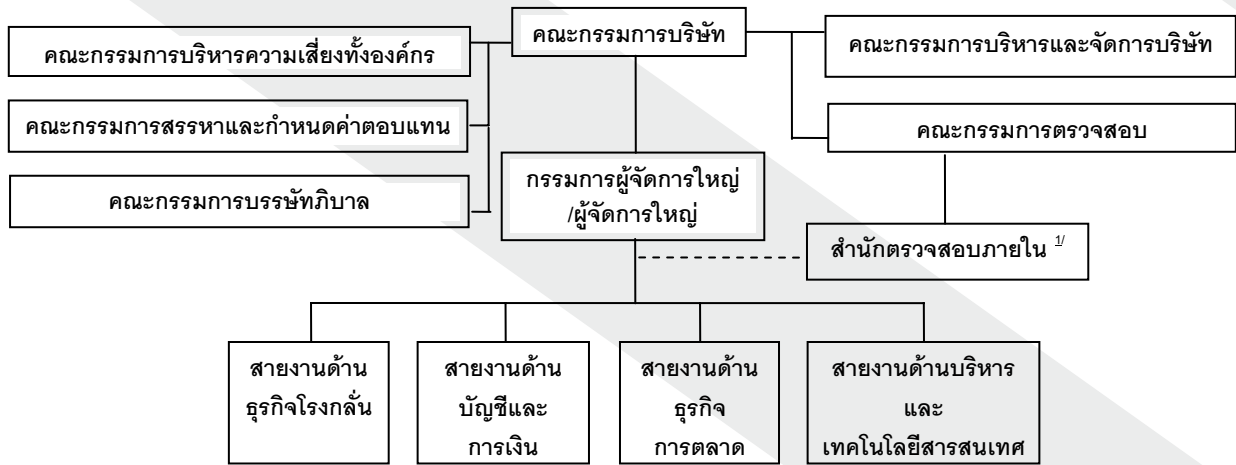 คณะกรรมการบริษัท
คณะกรรมการบริหารความเสี่ยงทั้งองค์กร
คณะกรรมการบริหารและจัดการบริษัท
คณะกรรมการสรรหาและกำหนดค่าตอบแทน
คณะกรรมการตรวจสอบ
คณะกรรมการบรรษัทภิบาล
กรรมการผู้จัดการใหญ่
/ผู้จัดการใหญ่
สำนักตรวจสอบภายใน 1/
สายงานด้าน
ธุรกิจโรงกลั่น
สายงานด้าน
บัญชีและ
การเงิน
สายงานด้าน
ธุรกิจ
การตลาด
สายงานด้านบริหาร
และ
เทคโนโลยีสารสนเทศ